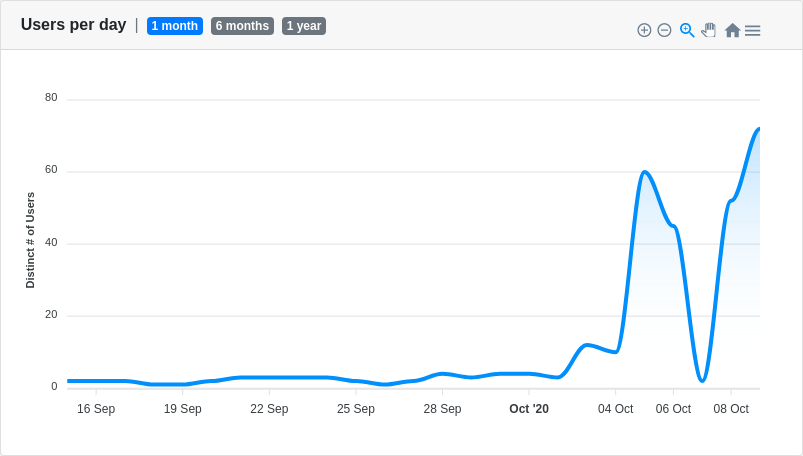 Users per day | 1 month 6 months 1 year
80
60
40
20
0
Distinct # of Users
16 Sep 19 Sep 22 Sep 25 Sep 28 Sep Oct '20 04 Oct 06 Oct 08 Oct